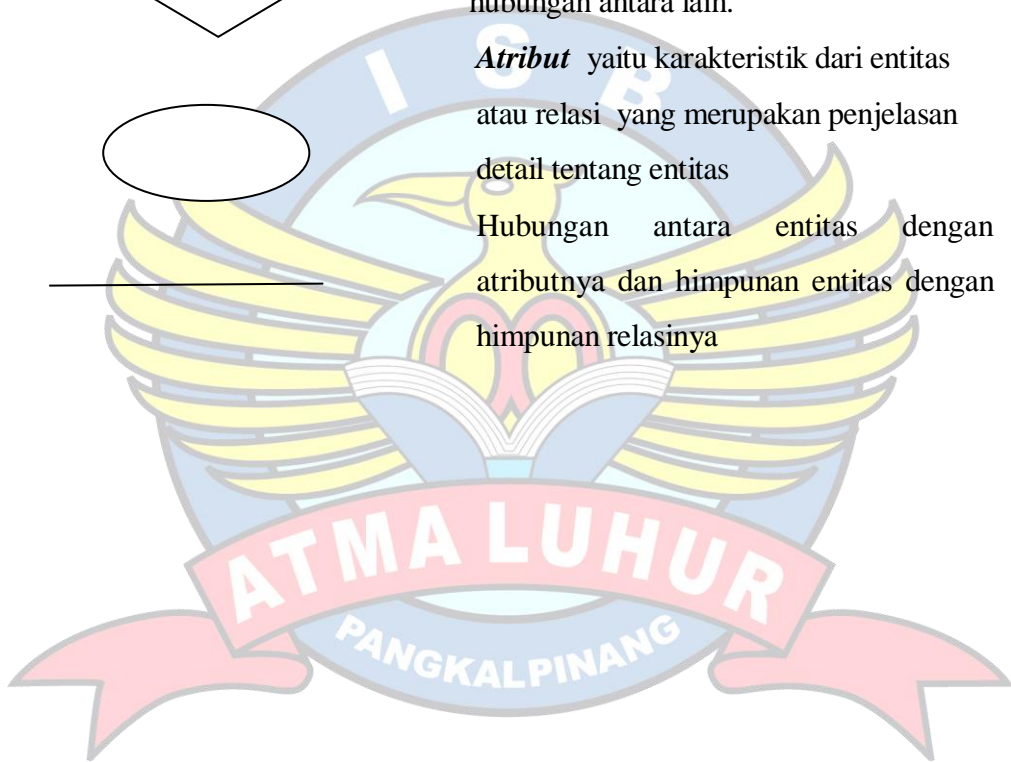 hubungan antara lain.
Atribut yaitu karakteristik dari entitas
atau relasi yang merupakan penjelasan
detail tentang entitas
Hubungan antara entitas dengan
atributnya dan himpunan entitas dengan
himpunan relasinya
I S B
ATMA LUHUR
PANGKALPINANG